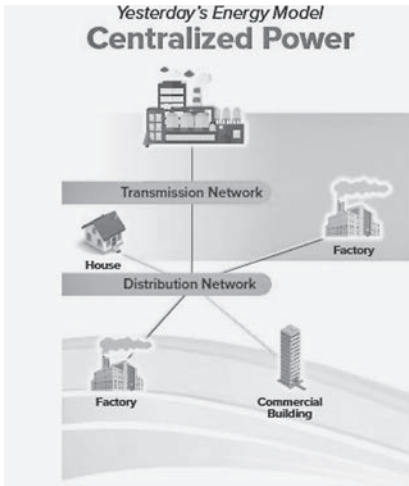 Yesterday's Energy Model
Centralized Power
Transmission Network
Factory
House
Distribution Network
Factory
Commercial
Building